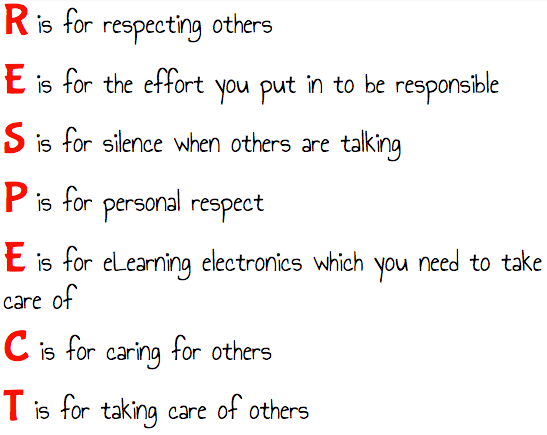 R is for respecting others
E is for the effort you put in to be responsible
S is for silence when others are talking
P is for personal respect
E is for eLearning electronics which you need to take
care of
C is for caring for others
T is for taking care of others